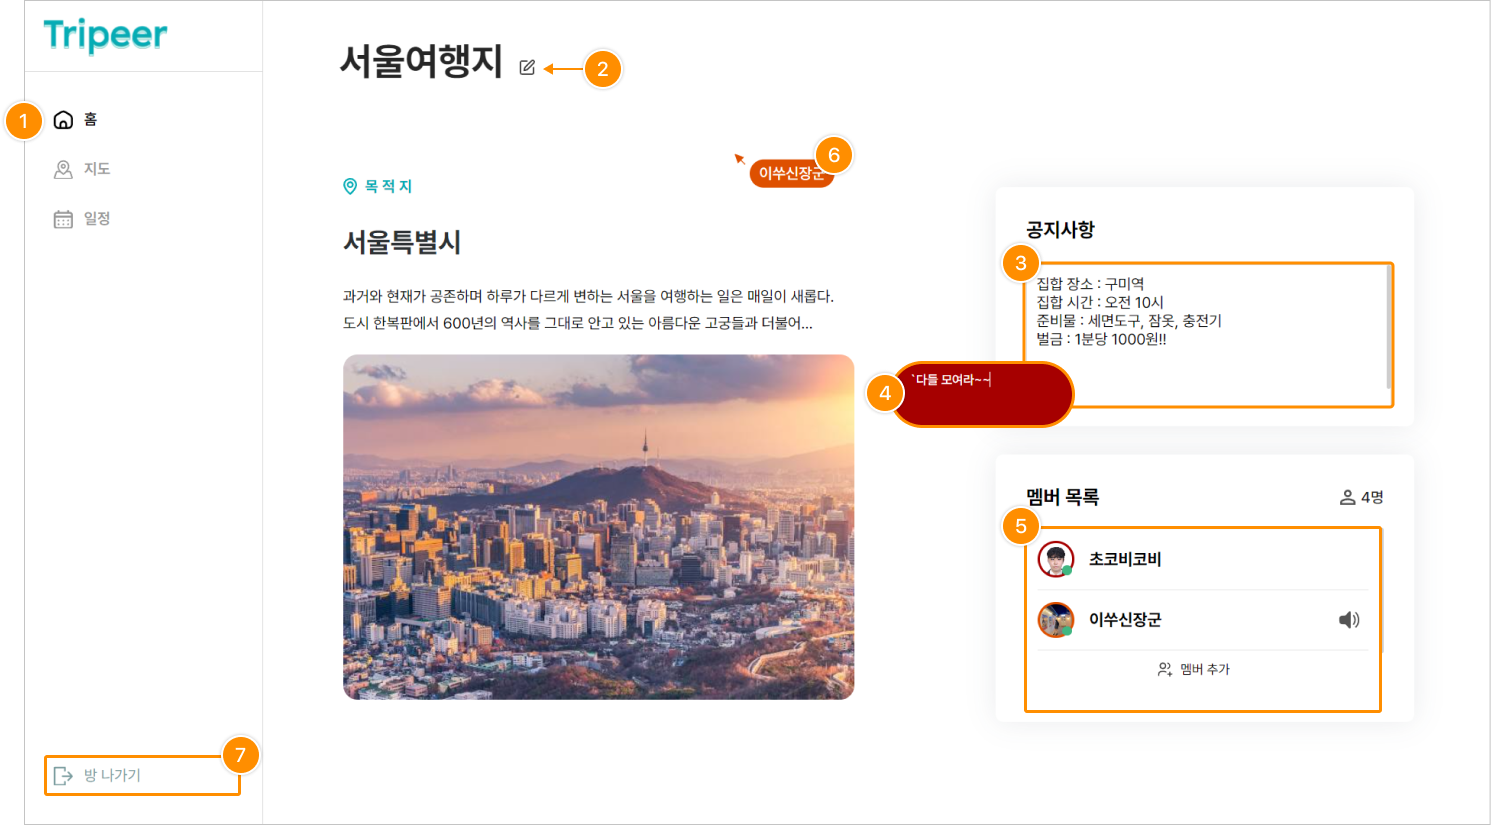 Tripeer
1
홈
지도
일정
7
방 나가기
서울여행지
2
6
이쑤신장군
목적지
서울특별시
과거와 현재가 공존하며 하루가 다르게 변하는 서울을 여행하는 일은 매일이 새롭다.
도시 한복판에서 600년의 역사를 그대로 안고 있는 아름다운 고궁들과 더불어...
공지사항
3
집합 장소 : 구미역
집합 시간 : 오전 10시
준비물 : 세면도구, 잠옷, 충전기
벌금 : 1분당 1000원!!
4
`다들 모여라~~
멤버 목록
4명
5
초코비코비
이쑤신장군
멤버 추가